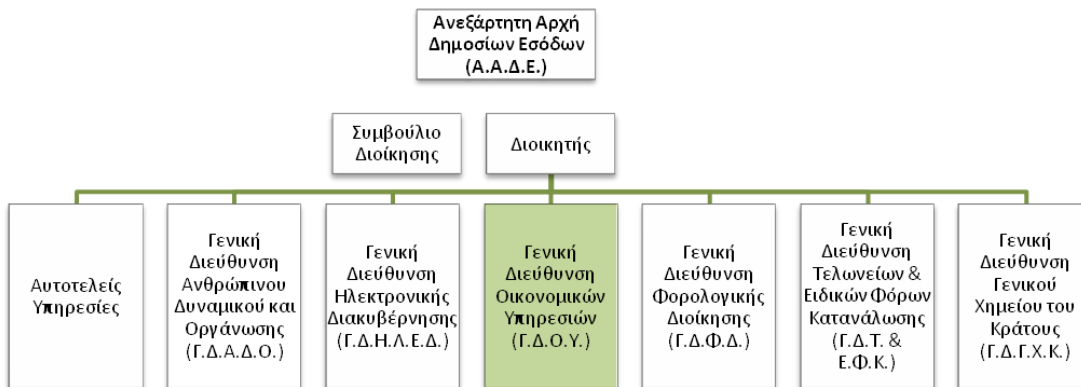 Ανεξάρτητη Αρχή
Δημοσίων Εσόδων
(Α.Α.Δ.Ε.)
Συμβούλιο
Διοίκησης
Διοικητής
Αυτοτελείς
Υπηρεσίες
Γενική
Διεύθυνση
Ανθρώπινου
Δυναμικού και
Οργάνωσης
(Γ.Δ.Α.Δ.Ο.)
Γενική
Διεύθυνση
Ηλεκτρονικής
Διακυβέρνησης
(Γ.Δ.Η.Λ.Ε.Δ.)
Γενική
Διεύθυνση
Οικονομικών
Υπηρεσιών
(Γ.Δ.Ο.Υ.)
Γενική
Διεύθυνση
Φορολογικής
Διοίκησης
(Γ.Δ.Φ.Δ.)
Γενική
Διεύθυνση
Τελωνείων &
Ειδικών Φόρων
Κατανάλωσης
(Γ.Δ.Τ. &
Ε.Φ.Κ.)
Γενική
Διεύθυνση
Γενικού
Χημείου του
Κράτους
(Γ.Δ.Γ.Χ.Κ.)